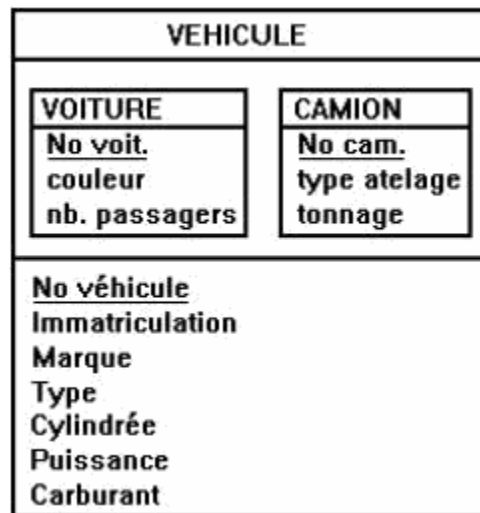 VEHICULE
VOITURE
No voit.
couleur
nb. passagers
CAMION
No cam.
type atelage
tonnage
No véhicule
Immatriculation
Marque
Type
Cylindrée
Puissance
Carburant